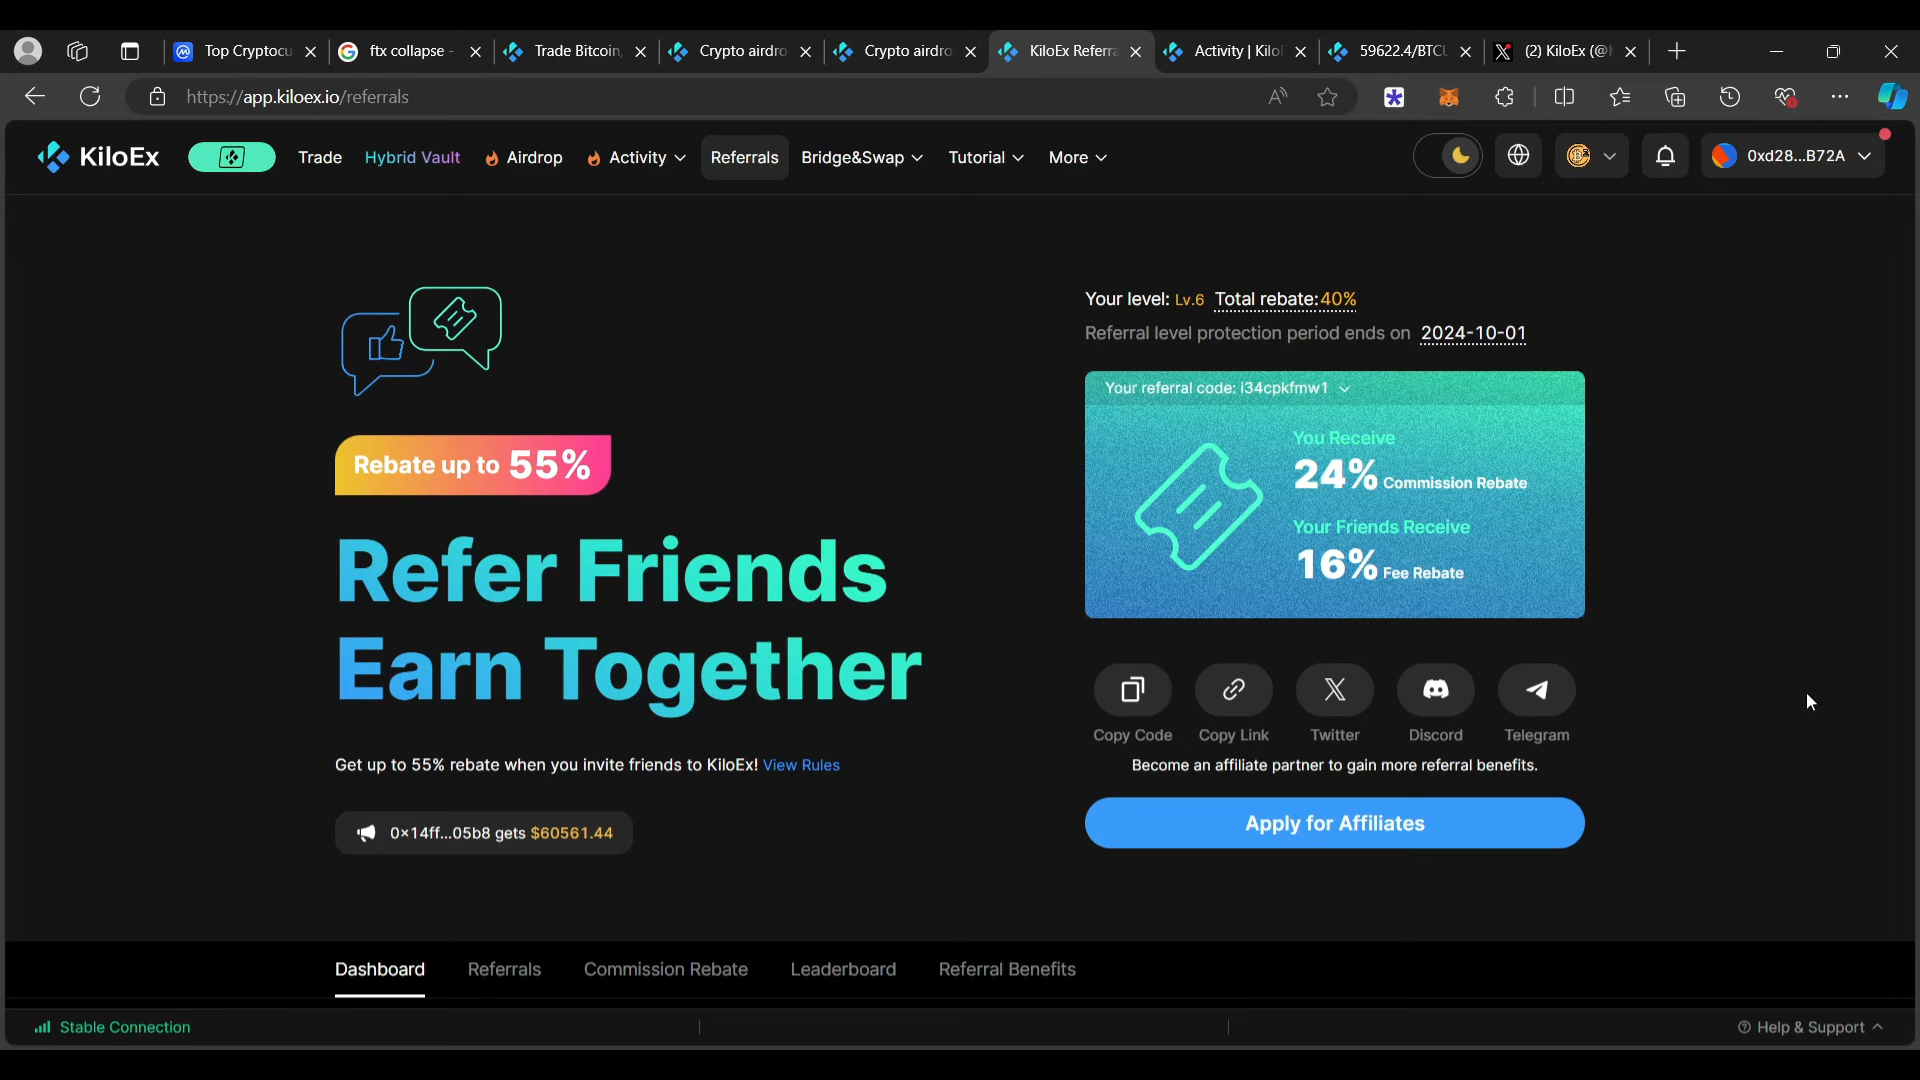 Top Cryptocu
ftx collapse -
Trade Bitcoin,
Crypto airdro
Crypto airdro
KiloEx Referra
Activity | Kilo
59622.4/BTCU
(2) KiloEx (@
https://app.kiloex.io/referrals
KiloEx
Trade
Hybrid Vault
Airdrop
Activity
Referrals
Bridge&Swap
Tutorial
More
0xd28...B72A
Your level: Lv.6 Total rebate:40%
Referral level protection period ends on 2024-10-01
Your referral code: i34cpkfmw1
You Receive
24% Commission Rebate
Your Friends Receive
16% Fee Rebate
Rebate up to 55%
Refer Friends
Earn Together
Get up to 55% rebate when you invite friends to KiloEx! View Rules
0×14ff...05b8 gets $60561.44
Copy Code
Copy Link
Twitter
Discord
Telegram
Become an affiliate partner to gain more referral benefits.
Apply for Affiliates
Dashboard
Referrals
Commission Rebate
Leaderboard
Referral Benefits
Stable Connection
Help & Support